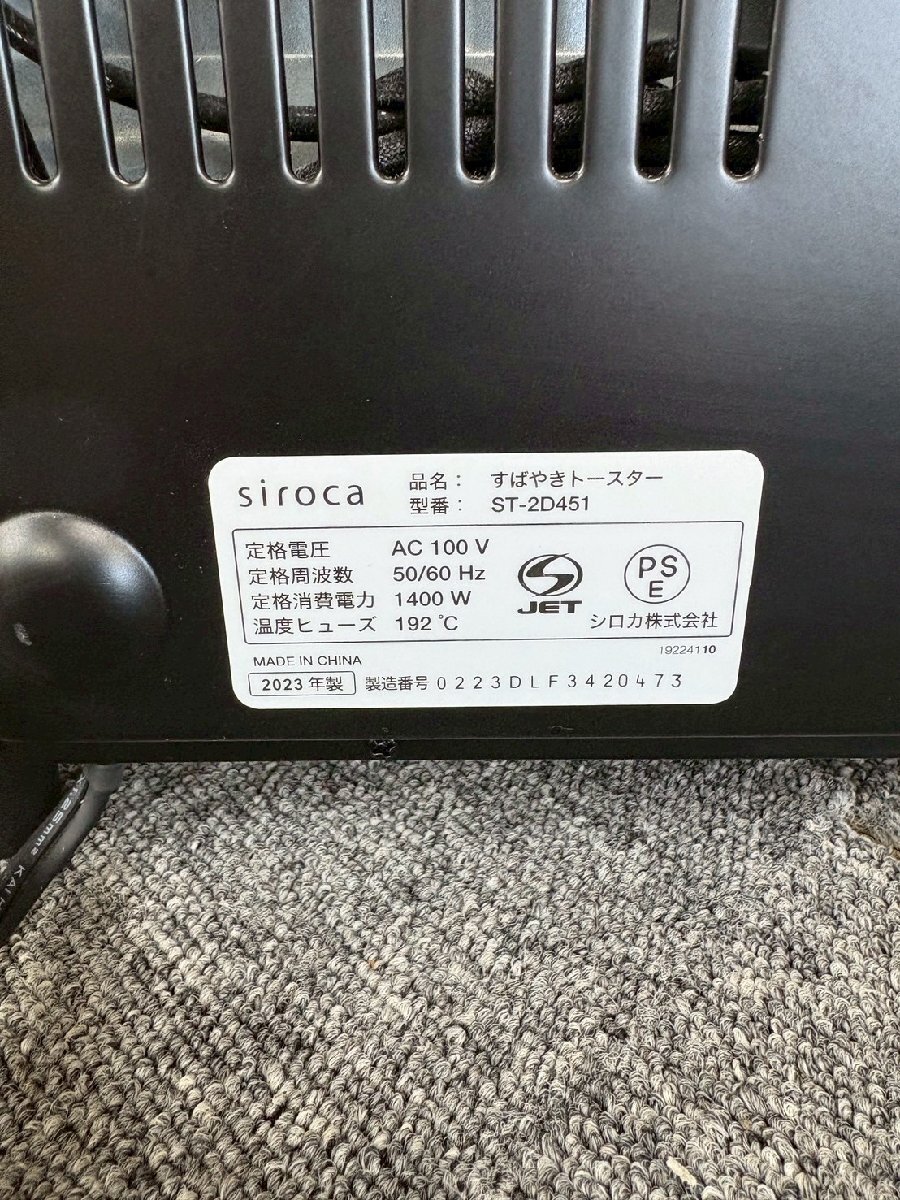 siroca
品名： すばやきトースター
型番： ST-2D451
定格電圧 AC 100 V
定格周波数 50/60 Hz
定格消費電力 1400 W
温度ヒューズ 192 ℃
JET
PS
E
シロカ株式会社
19224110
MADE IN CHINA
2023 年製 製造番号 0223DLF3420473